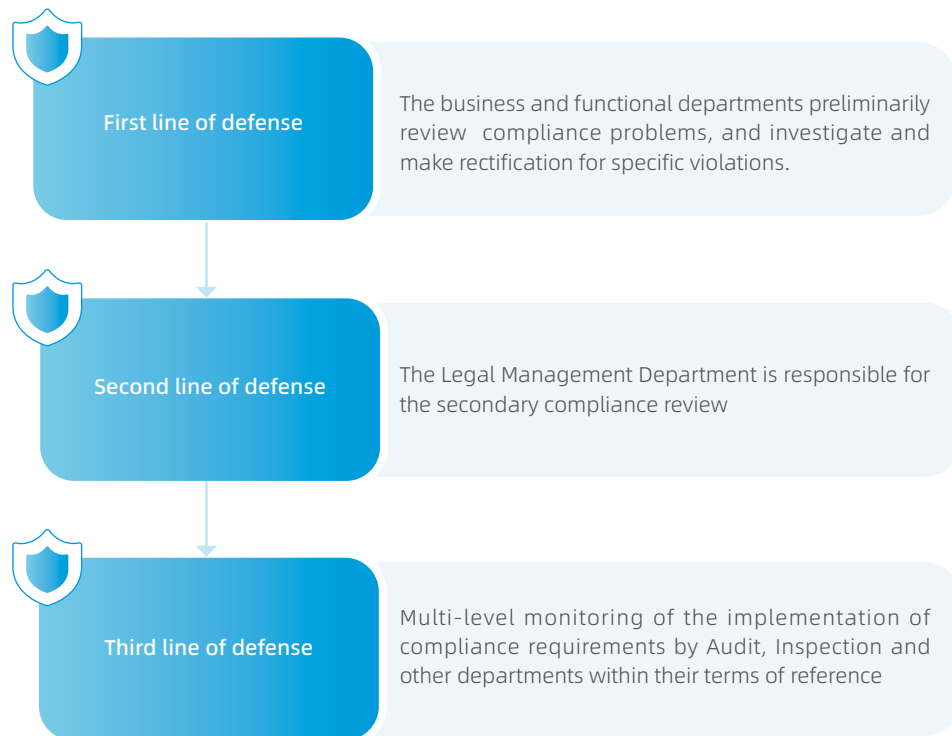 First line of defense
The business and functional departments preliminarily
review compliance problems, and investigate and
make rectification for specific violations.
Second line of defense
The Legal Management Department is responsible for
the secondary compliance review
Third line of defense
Multi-level monitoring of the implementation of
compliance requirements by Audit, Inspection and
other departments within their terms of reference